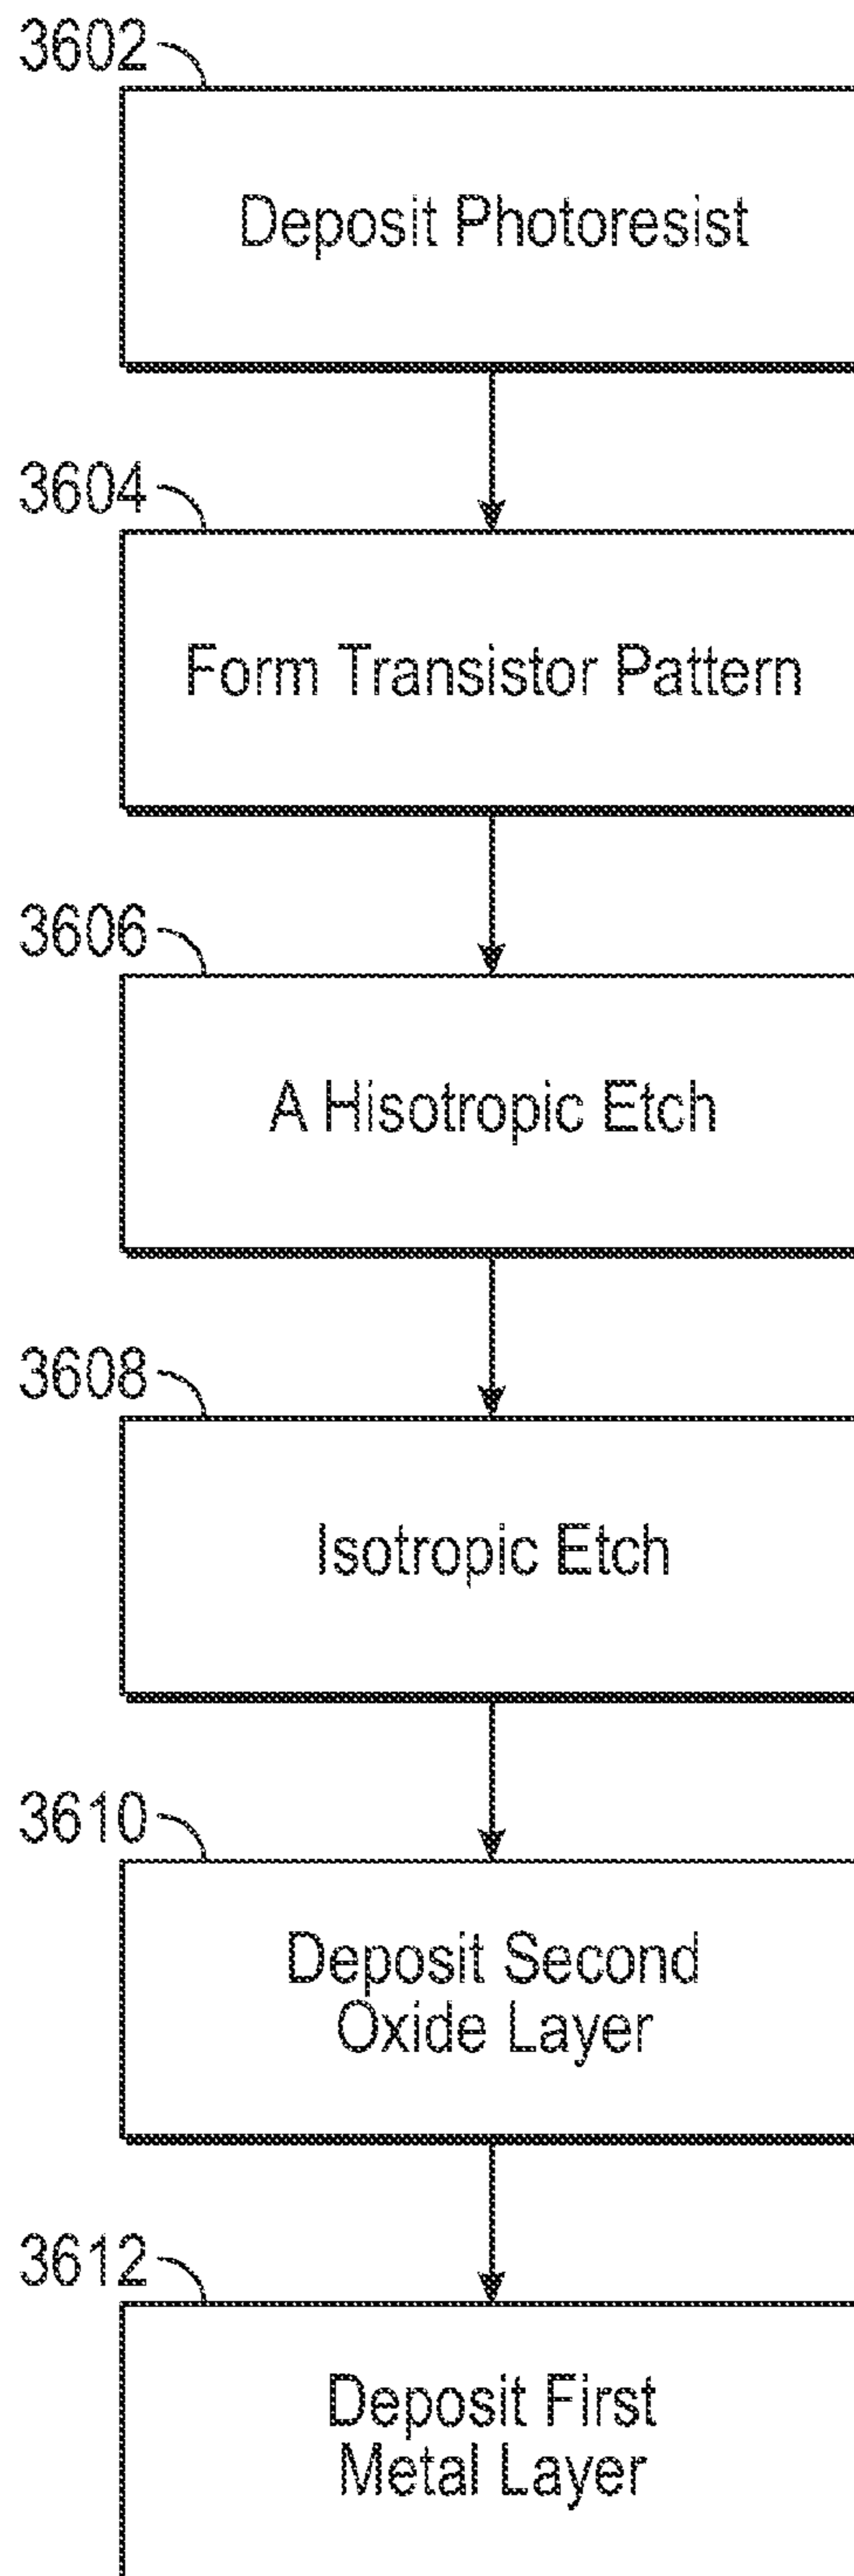 3602
Deposit Photoresist
3604
Form Transistor Pattern
3606
A Hisotropic Etch
3608
Isotropic Etch
3610
Deposit Second
Oxide Layer
3612
Deposit First
Metal Layer